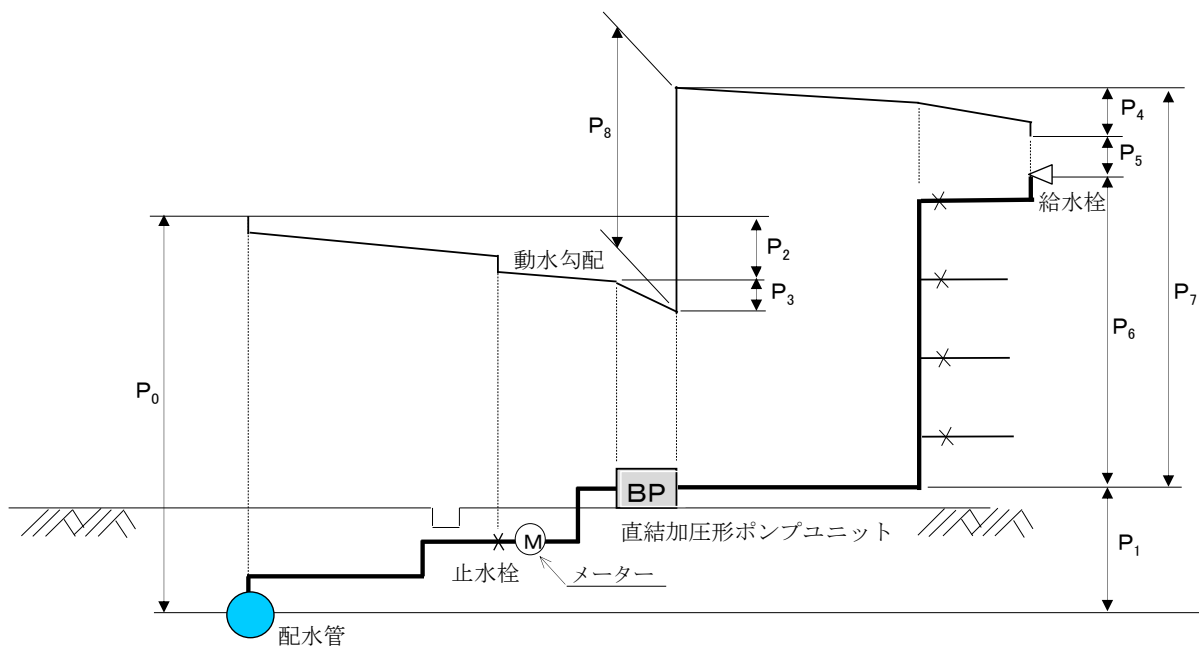 P₈
P₄
P₅
給水栓
P₂
動水勾配
P₃
P₇
P₆
P₀
BP
直結加圧形ポンプユニット
P₁
M
止水栓
メーター
配水管